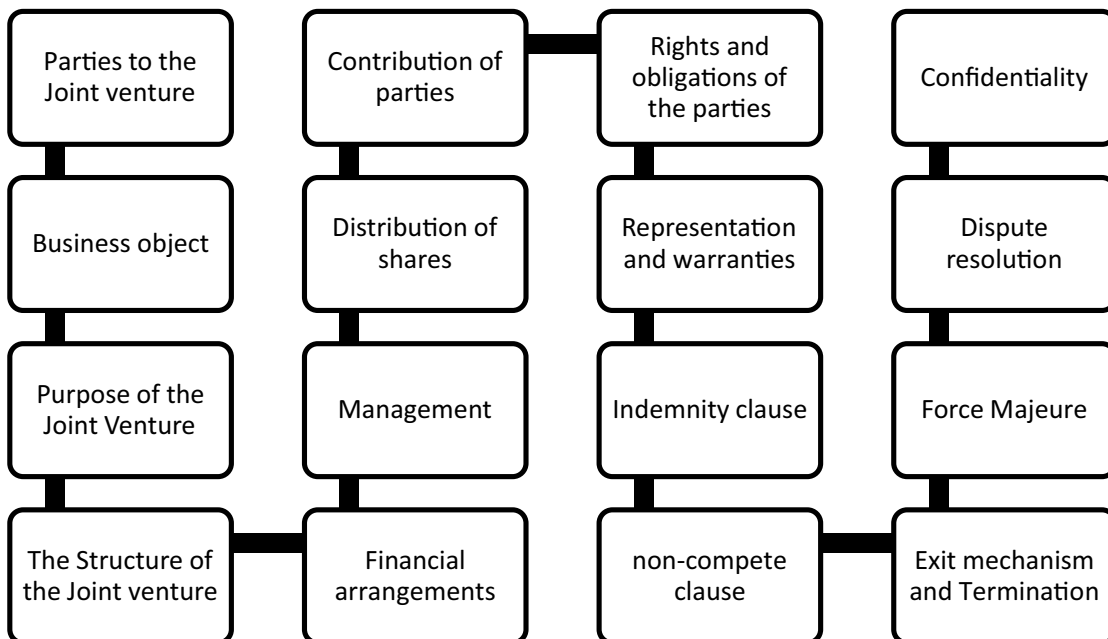 Parties to the
Joint venture
Business object
Purpose of the
Joint Venture
The Structure of
the Joint venture
Financial
arrangements
Management
Distribution of
shares
Contribution of
parties
Rights and
obligations of
the parties
Representation
and warranties
Indemnity clause
non-compete
clause
Exit mechanism
and Termination
Force Majeure
Dispute
resolution
Confidentiality